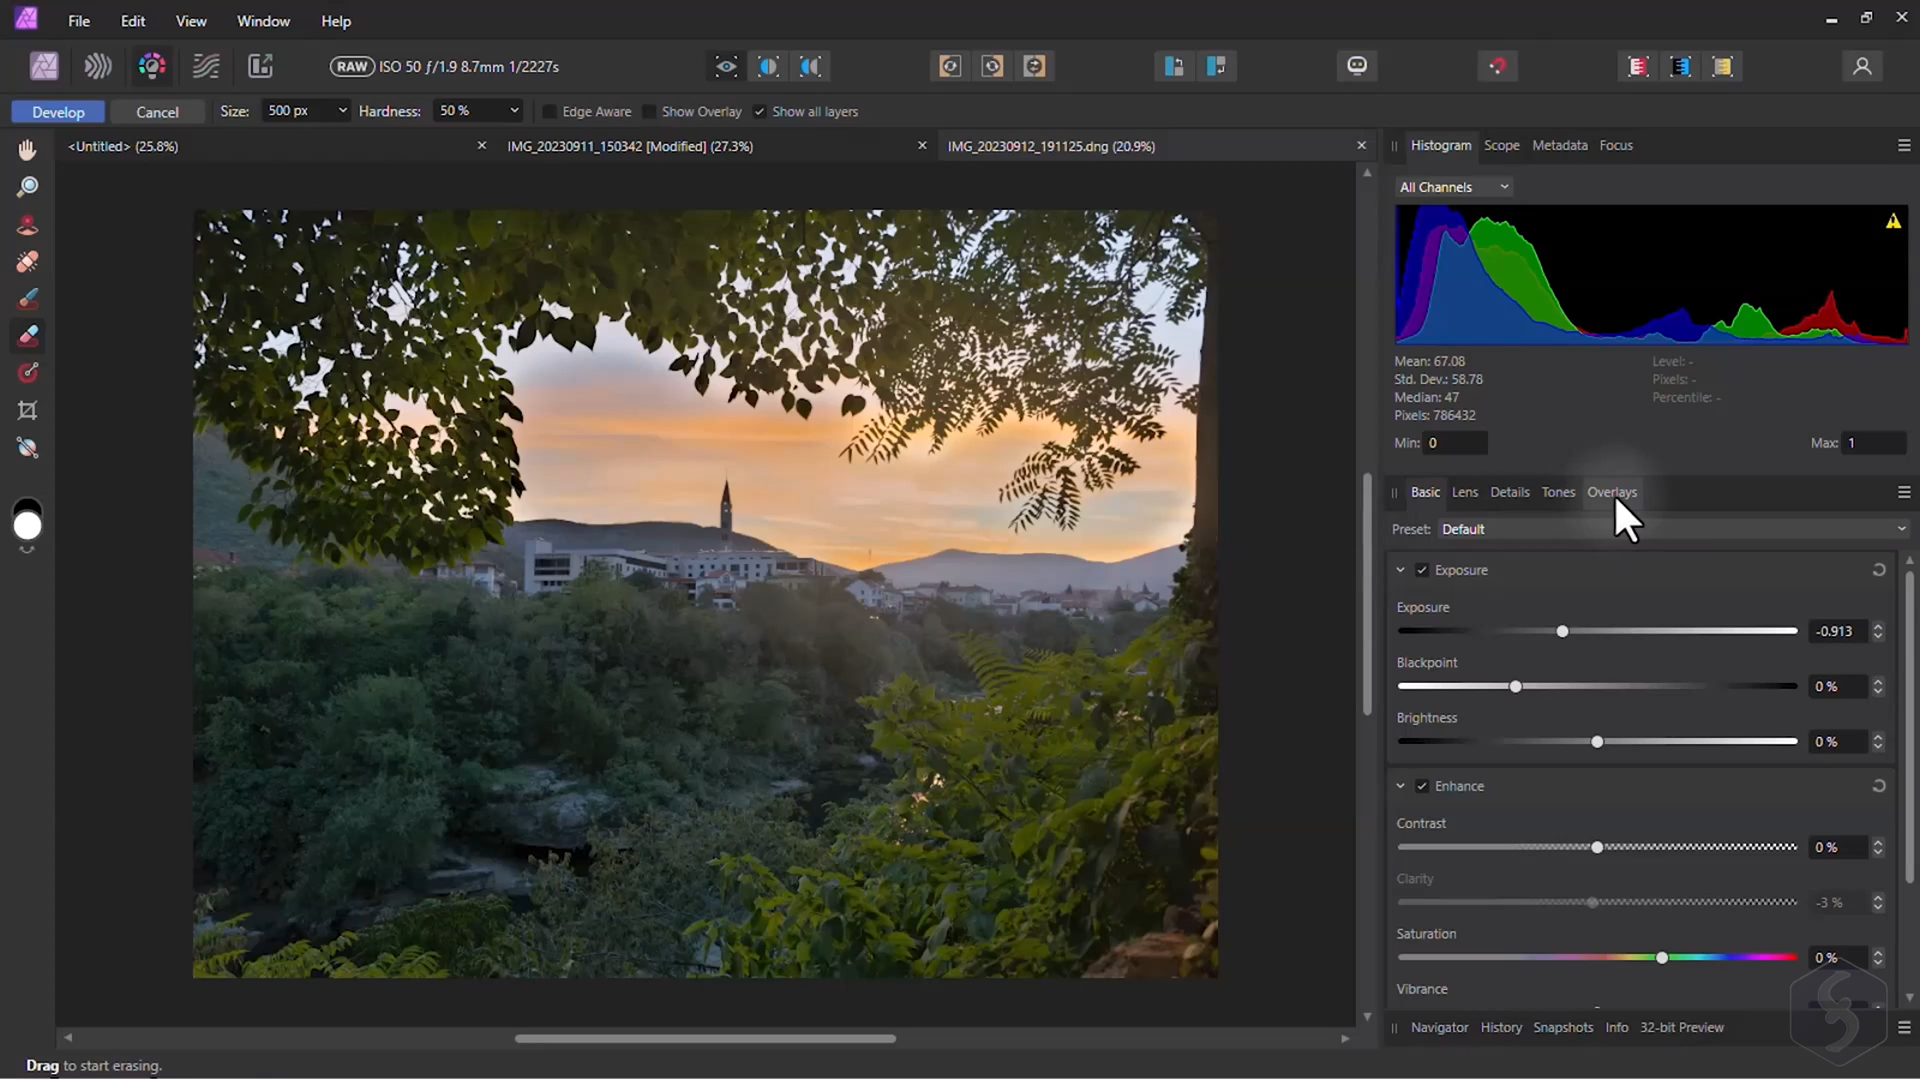 File Edit View Window Help
RAW ISO 50 ƒ/1.9 8.7mm 1/2227s
Develop Cancel Size: 500 px Hardness: 50 % Edge Aware Show Overlay Show all layers
<Untitled> (25.8%) IMG_20230911_150342 [Modified] (27.3%) IMG_20230912_191125.dng (20.9%)
Histogram Scope Metadata Focus
All Channels
Mean: 67.08 Level: -
Std. Dev.: 58.78 Pixels: -
Median: 47 Percentile: -
Pixels: 786432
Min: 0 Max: 1
Basic Lens Details Tones Overlays
Preset: Default
Exposure
Exposure
-0.913
Blackpoint
0 %
Brightness
0 %
Enhance
Contrast
0 %
Clarity
-3 %
Saturation
0 %
Vibrance
Navigator History Snapshots Info 32-bit Preview
Drag to start erasing.